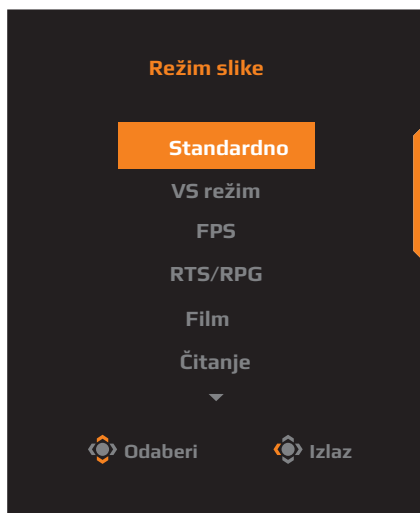 Režim slike
Standardno
VS režim
FPS
RTS/RPG
Film
Čitanje
Odaberi Izlaz